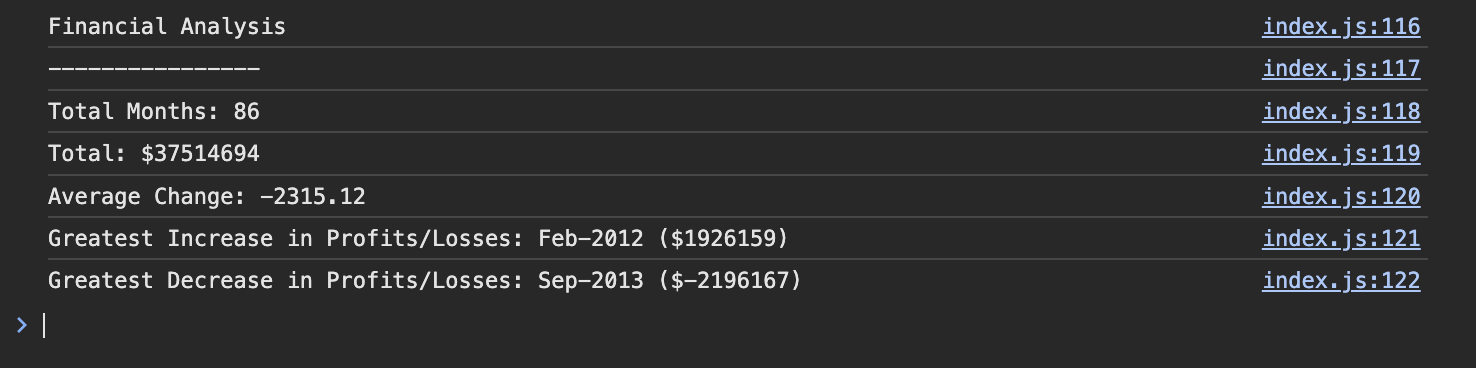 Financial Analysis index.js:116
---------------- index.js:117
Total Months: 86 index.js:118
Total: $37514694 index.js:119
Average Change: -2315.12 index.js:120
Greatest Increase in Profits/Losses: Feb-2012 ($1926159) index.js:121
Greatest Decrease in Profits/Losses: Sep-2013 ($-2196167) index.js:122
>